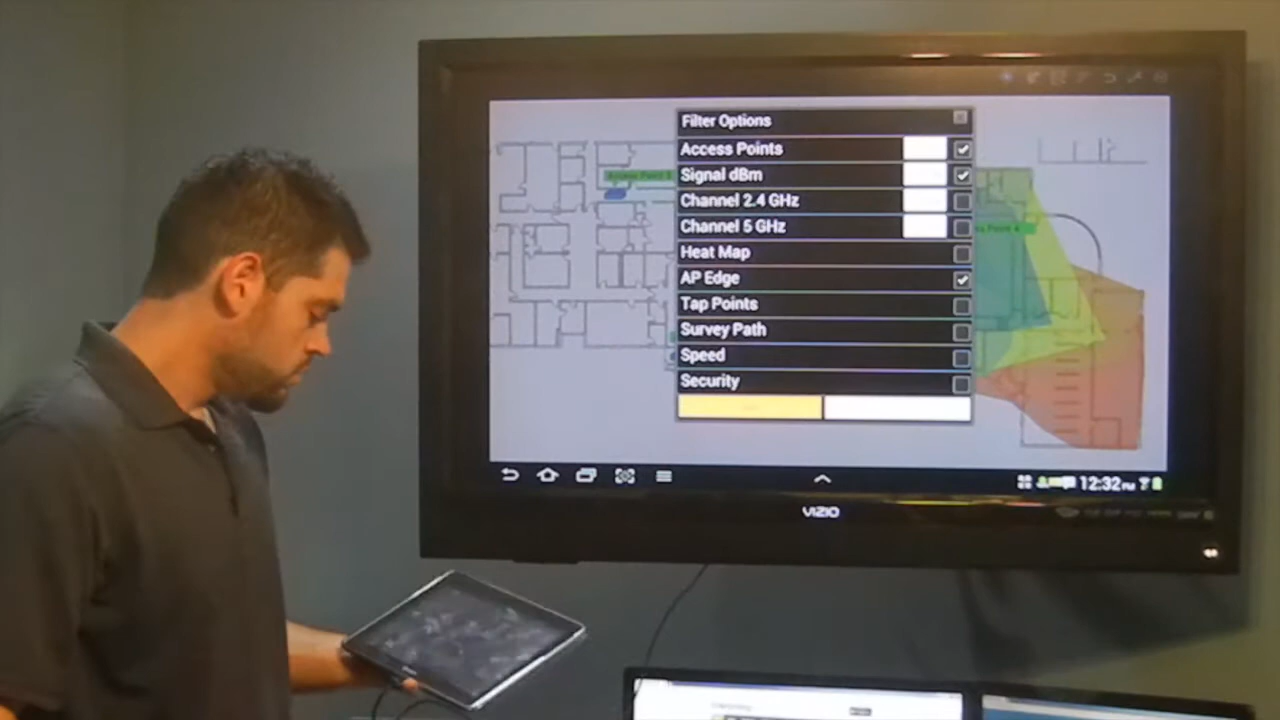 Filter Options
Access Points
Signal dBm
Channel 2.4 GHz
Channel 5 GHz
Heat Map
AP Edge
Tap Points
Survey Path
Speed
Security
12:32 PM
VIZIO